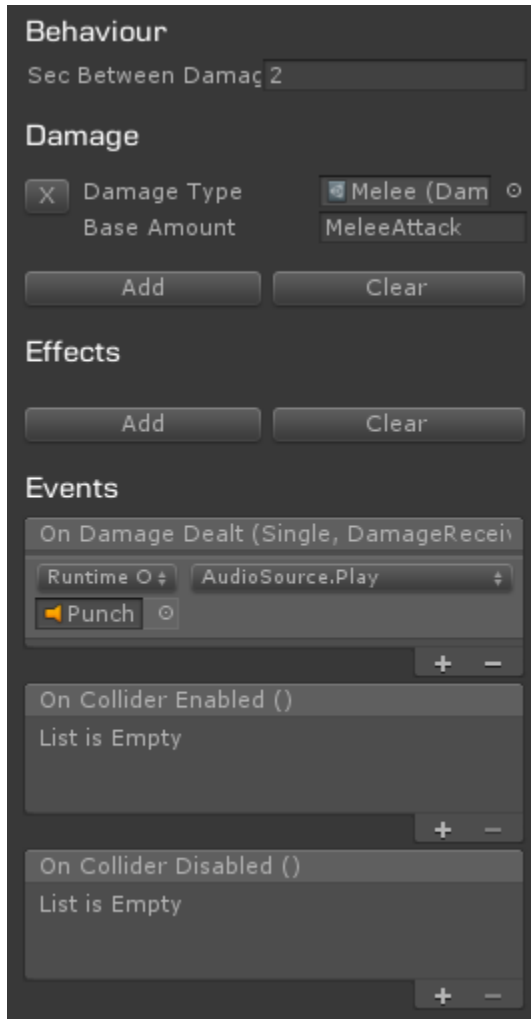 Behaviour
Sec Between Damag 2
Damage
X Damage Type Melee (Dam
Base Amount MeleeAttack
Add Clear
Effects
Add Clear
Events
On Damage Dealt (Single, DamageReceiv
Runtime O AudioSource.Play
Punch
+ −
On Collider Enabled ()
List is Empty
+ −
On Collider Disabled ()
List is Empty
+ −